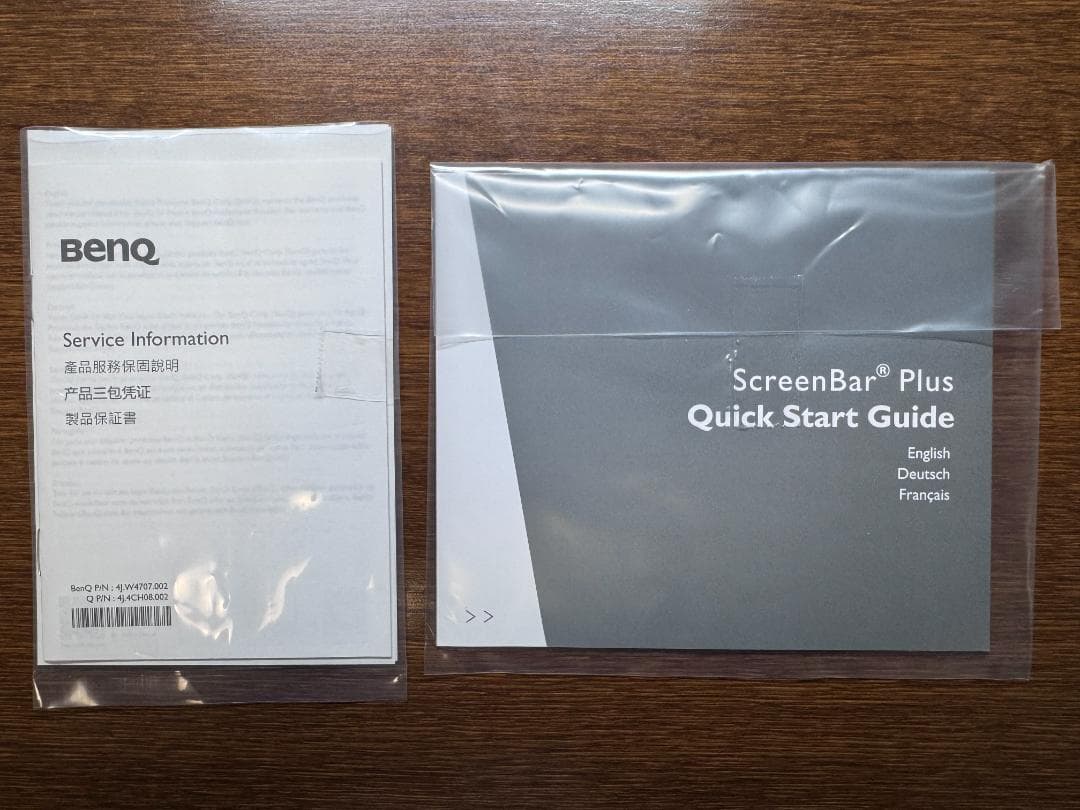 BenQ
Service Information
產品服務保固說明
产品三包凭证
製品保証書
BenQ P/N : 4J.W4707.002
Q P/N : 4J.4CH08.002
ScreenBar® Plus
Quick Start Guide
English
Deutsch
Français
>>